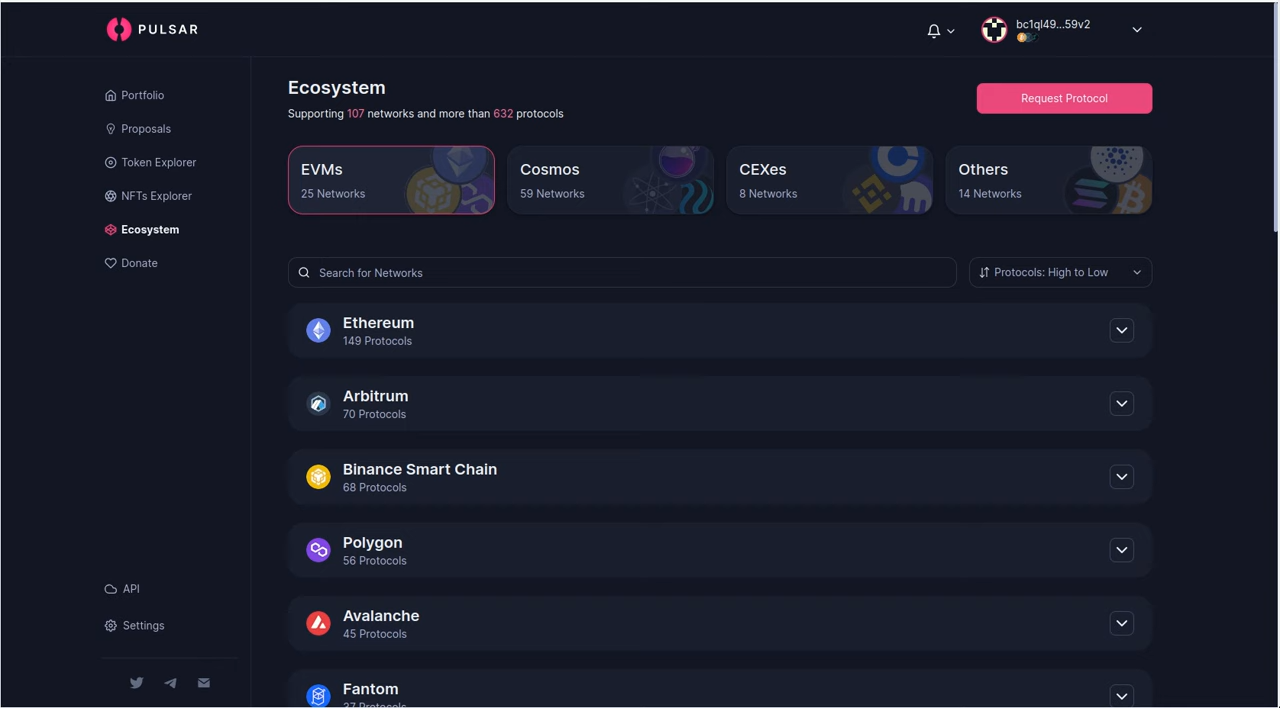 PULSAR
bc1ql49...59v2
Portfolio
Proposals
Token Explorer
NFTs Explorer
Ecosystem
Donate
API
Settings
Ecosystem
Supporting 107 networks and more than 632 protocols
Request Protocol
EVMs
25 Networks
Cosmos
59 Networks
CEXes
8 Networks
Others
14 Networks
Search for Networks
Protocols: High to Low
Ethereum
149 Protocols
Arbitrum
70 Protocols
Binance Smart Chain
68 Protocols
Polygon
56 Protocols
Avalanche
45 Protocols
Fantom
37 Protocols